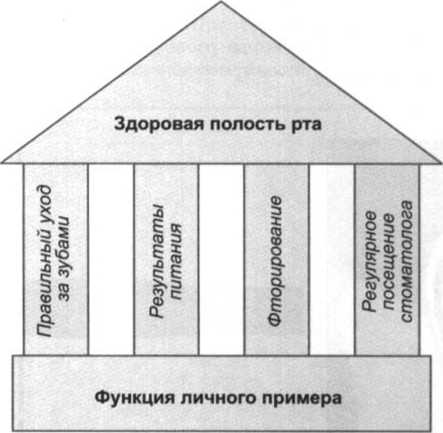 Здоровая полость рта
Правильный уход
за зубами
Результаты
питания
Фторирование
Регулярное
посещение
стоматолога
Функция личного примера